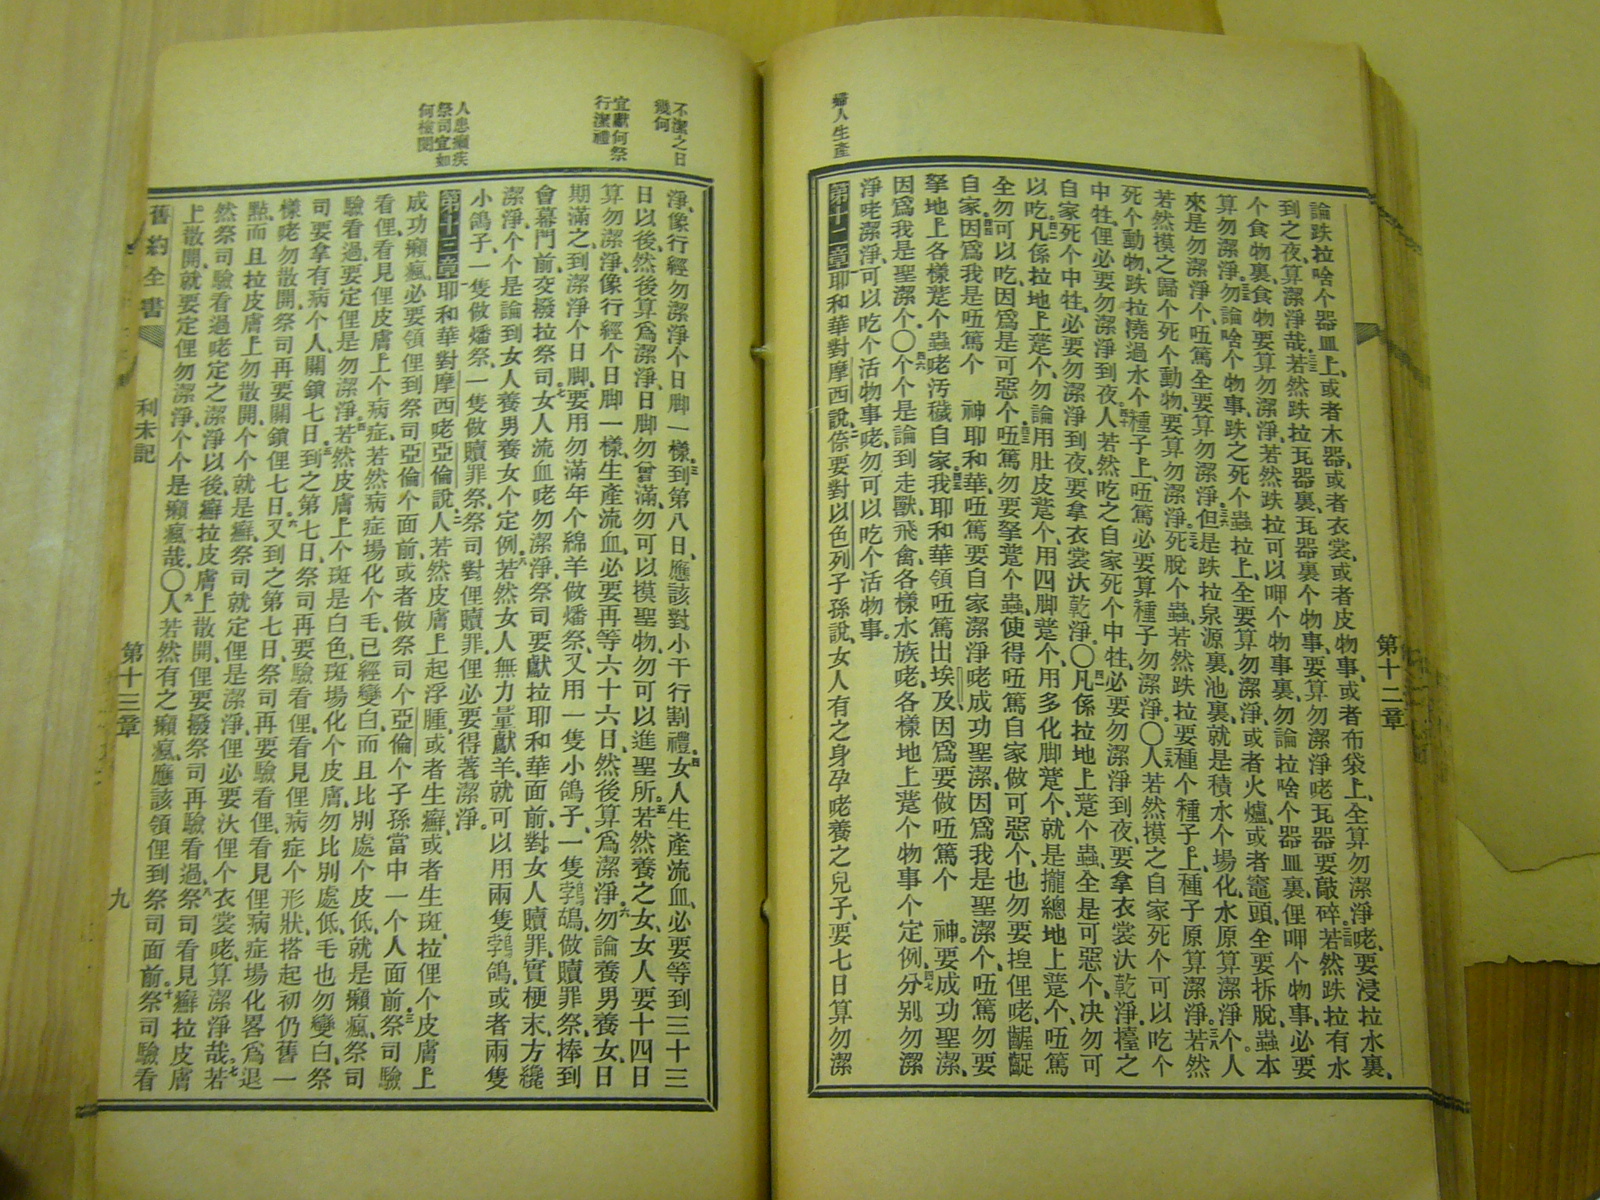 婦人生產
論跌拉啥个器皿上、或者木器、或者衣裳、或者皮物事、或者布袋上、全算勿潔淨咾、要浸拉水裏、
到之夜、算潔淨哉、若然跌拉瓦器裏、瓦器裏个物事、要算勿潔淨咾、瓦器要敲碎、若然跌拉有水
个食物裏、食物要算勿潔淨、若然跌拉可以呷个物事裏、勿論拉啥个器皿裏、俚呷个物事、必要
算勿潔淨、勿論啥个物事、跌之死个蟲拉上、全要算勿潔淨、或者火爐、或者竈頭、全要拆脫、蟲本
來是勿潔淨个、伍篤全要算勿潔淨、但是跌拉泉源裏、池裏、就是積水个場化、水原算潔淨个、人
若然摸之歸个死个動物、要算勿潔淨、死脫个蟲、若然跌拉要種个種子上、種子原算潔淨、若然
死个動物跌拉澆過水个種子上、伍篤必要算種子勿潔淨、〇人若然摸之自家死个可以吃个
中牲、俚必要勿潔淨到夜、人若然吃之自家死个中牲、必要勿潔淨到夜、要拿衣裳汏乾淨、擡之
自家死个中牲、必要勿潔淨到夜、要拿衣裳汏乾淨、〇凡係拉地上躄个蟲、全是可惡个、決勿可
以吃、凡係拉地上躄个、勿論用肚皮躄个、用四脚躄个、用多化脚躄个、就是攏總地上躄个、伍篤
全勿可以吃、因爲是可惡个、伍篤勿要拏躄个蟲、使得伍篤自家做可惡个、也勿要揘俚咾齷齪
自家、因爲我是伍篤个　神耶和華、伍篤要自家潔淨咾成功聖潔、因爲我是聖潔个、伍篤勿要
拏地上各樣躄个蟲咾汚穢自家、我耶和華領伍篤出埃及、因爲要做伍篤个　神、要成功聖潔、
因爲我是聖潔个、〇个个是論到走獸、飛禽、各樣水族咾、各樣地上躄个物事个定例、分別勿潔
淨咾潔淨、可以吃个活物事咾、勿可以吃个活物事。
第十二章 耶和華對摩西說、倷要對以色列子孫說、女人有之身孕咾養之兒子、要七日算勿潔
第十二章
不潔之日幾何
宜獻何祭行潔禮
人患癩疾祭司宜如何檢閱
淨、像行經勿潔淨个日脚一樣、到第八日、應該對小干行割禮、女人生產流血、必要等到三十三
日以後、然後算爲潔淨、日脚勿曾滿、勿可以摸聖物、勿可以進聖所、若然養之女、女人要十四日
算勿潔淨、像行經个日脚一樣、生產流血、必要再等六十六日、然後算爲潔淨、勿論養男養女、日
期滿之、到潔淨个日脚、要用勿滿年个綿羊做燔祭、又用一隻小鴿子、一隻鵓鴣、做贖罪祭、捧到
會幕門前、交撥拉祭司、女人流血咾勿潔淨、祭司要獻拉耶和華面前、對女人贖罪、實梗末、方纔
潔淨、个个是論到女人養男養女个定例、若然女人無力量獻羊、就可以用兩隻鵓鴿、或者兩隻
小鴿子、一隻做燔祭、一隻做贖罪祭、祭司對俚贖罪、俚必要得著潔淨。
第十三章 耶和華對摩西咾亞倫說、人若然皮膚上起浮腫、或者生癬、或者生斑、拉俚个皮膚上
成功癩瘋、必要領俚到祭司亞倫个面前、或者做祭司个亞倫个子孫當中一个人面前、祭司驗
看俚、看見俚皮膚上个病症、若然病症場化个毛、已經變白、而且比別處个皮低、就是癩瘋、祭司
驗看過、要定俚是勿潔淨、若然皮膚上个斑是白色、斑場化个皮膚、勿比別處低、毛也勿變白、祭
司要拿有病个人、關鎖七日、到之第七日、祭司再要驗看俚、看見俚病症个形狀、搭起初仍舊一
樣咾勿散開、祭司再要關鎖俚七日、又到之第七日、祭司再要驗看俚、看見俚病症場化畧爲退
㸃、而且拉皮膚上勿散開、个个就是癬、祭司就定俚是潔淨、俚必要汏俚个衣裳咾、算潔淨哉、若
然祭司驗看過咾定之潔淨以後、癬拉皮膚上散開、俚要撥祭司再驗看過、祭司看見癬拉皮膚
上散開、就要定俚勿潔淨、个个是癩瘋哉、〇人若然有之癩瘋、應該領俚到祭司面前、祭司驗看
舊約全書　利未記　第十三章　九